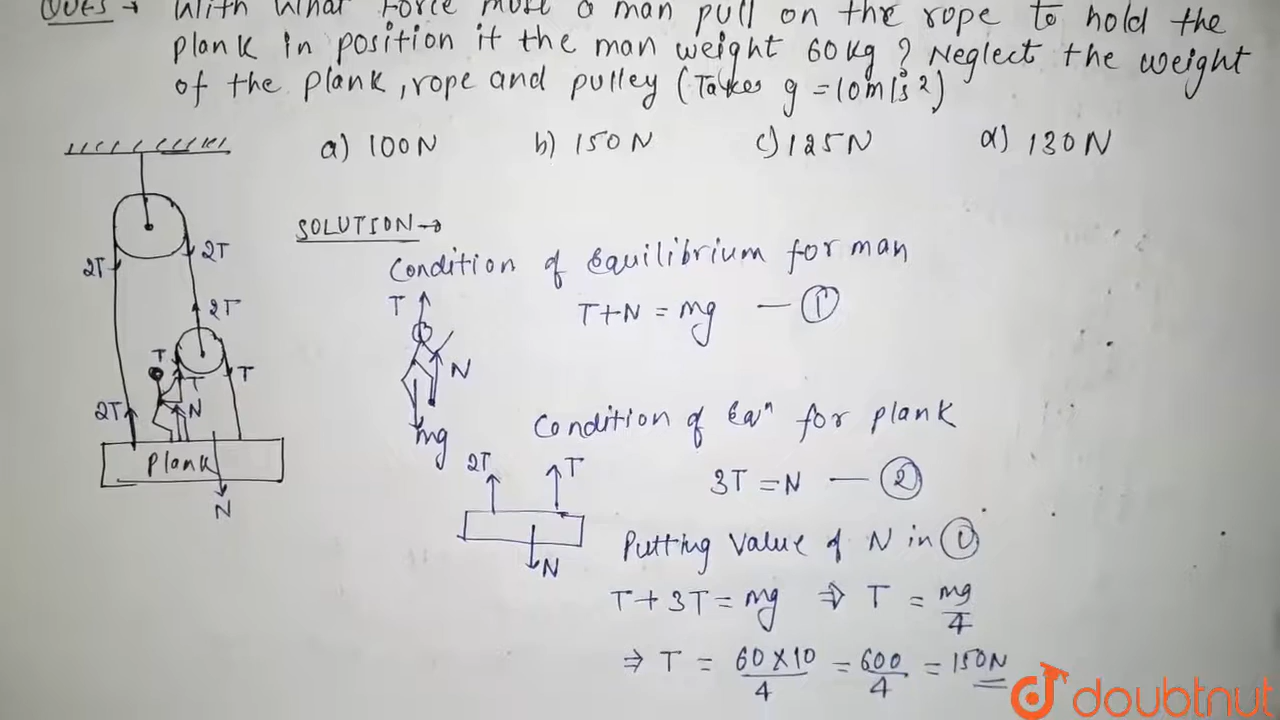 Ques → With what force must a man pull on the rope to hold the
plank in position if the man weight 60kg ? Neglect the weight
of the plank, rope and pulley (Takes g = 10m/s²)
a) 100N b) 150N c) 125N d) 130N
SOLUTION →
Condition of Equilibrium for man
T+N = mg — ①
2T 2T
2T
T T T
2T N
Plank
N
T
N
mg
Condition of Eqⁿ for plank
2T T
N
3T = N — ②
Putting value of N in ①
T + 3T = mg ⇒ T = mg/4
⇒ T = 60×10/4 = 600/4 = 150N
doubtnut